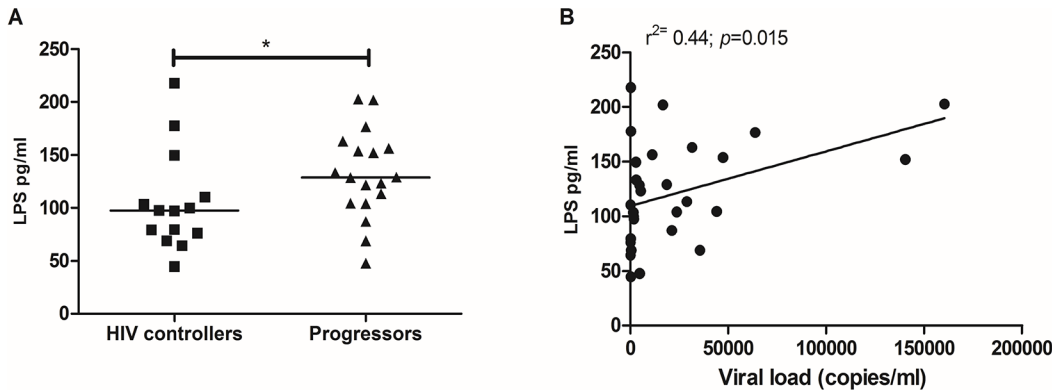 A
250
200
150
100
50
0
LPS pg/ml
*
HIV controllers
Progressors
B
r2= 0.44; p=0.015
250
200
150
100
50
0
LPS pg/ml
0 50000 100000 150000 200000
Viral load (copies/ml)